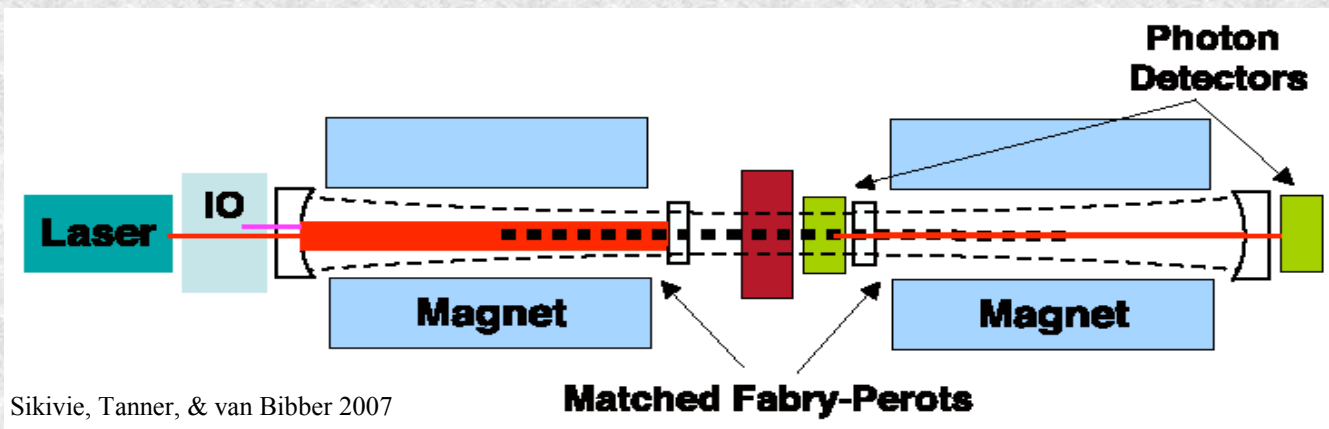 Photon
Detectors
IO
Laser
Magnet
Magnet
Matched Fabry-Perots
Sikivie, Tanner, & van Bibber 2007